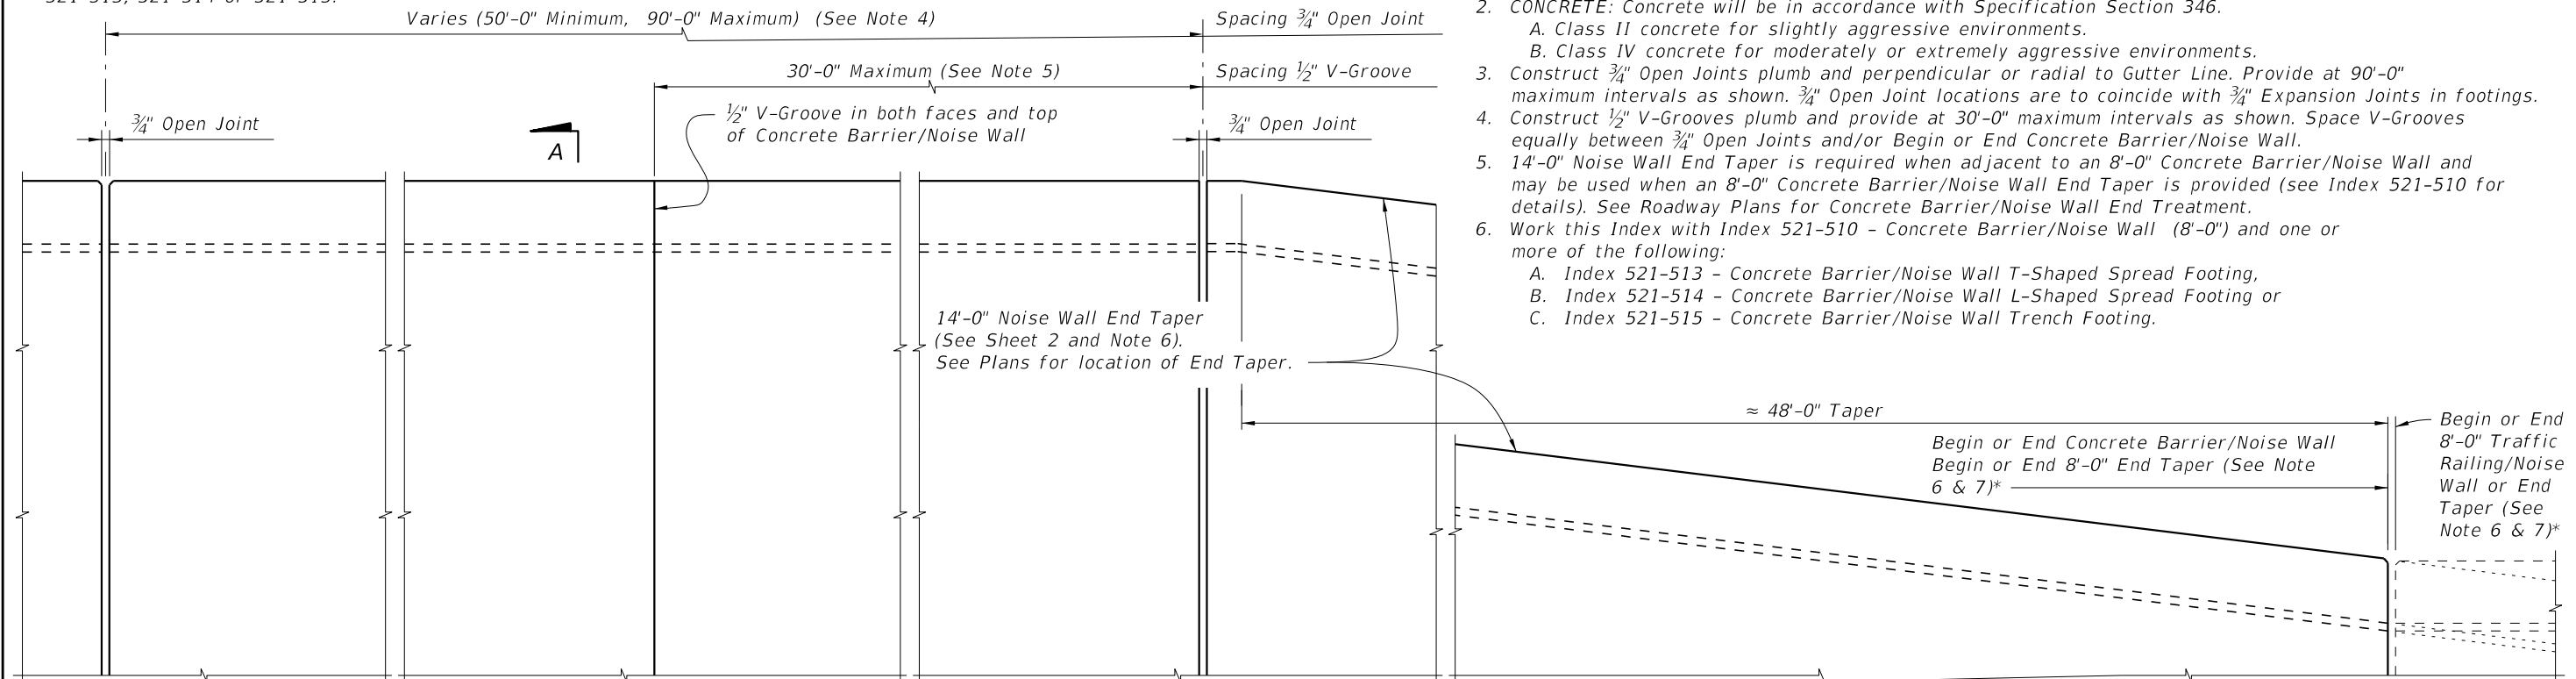 521-513, 521-514 or 521-515.
Varies (50'-0" Minimum, 90'-0" Maximum) (See Note 4)
Spacing ¾" Open Joint
30'-0" Maximum (See Note 5)
Spacing ½" V-Groove
¾" Open Joint
A
½" V-Groove in both faces and top
of Concrete Barrier/Noise Wall
¾" Open Joint
14'-0" Noise Wall End Taper
(See Sheet 2 and Note 6).
See Plans for location of End Taper.
2. CONCRETE: Concrete will be in accordance with Specification Section 346.
A. Class II concrete for slightly aggressive environments.
B. Class IV concrete for moderately or extremely aggressive environments.
3. Construct ¾" Open Joints plumb and perpendicular or radial to Gutter Line. Provide at 90'-0"
maximum intervals as shown. ¾" Open Joint locations are to coincide with ¾" Expansion Joints in footings.
4. Construct ½" V-Grooves plumb and provide at 30'-0" maximum intervals as shown. Space V-Grooves
equally between ¾" Open Joints and/or Begin or End Concrete Barrier/Noise Wall.
5. 14'-0" Noise Wall End Taper is required when adjacent to an 8'-0" Concrete Barrier/Noise Wall and
may be used when an 8'-0" Concrete Barrier/Noise Wall End Taper is provided (see Index 521-510 for
details). See Roadway Plans for Concrete Barrier/Noise Wall End Treatment.
6. Work this Index with Index 521-510 - Concrete Barrier/Noise Wall (8'-0") and one or
more of the following:
A. Index 521-513 - Concrete Barrier/Noise Wall T-Shaped Spread Footing,
B. Index 521-514 - Concrete Barrier/Noise Wall L-Shaped Spread Footing or
C. Index 521-515 - Concrete Barrier/Noise Wall Trench Footing.
≈ 48'-0" Taper
Begin or End Concrete Barrier/Noise Wall
Begin or End 8'-0" End Taper (See Note
6 & 7)*
Begin or End
8'-0" Traffic
Railing/Noise
Wall or End
Taper (See
Note 6 & 7)*